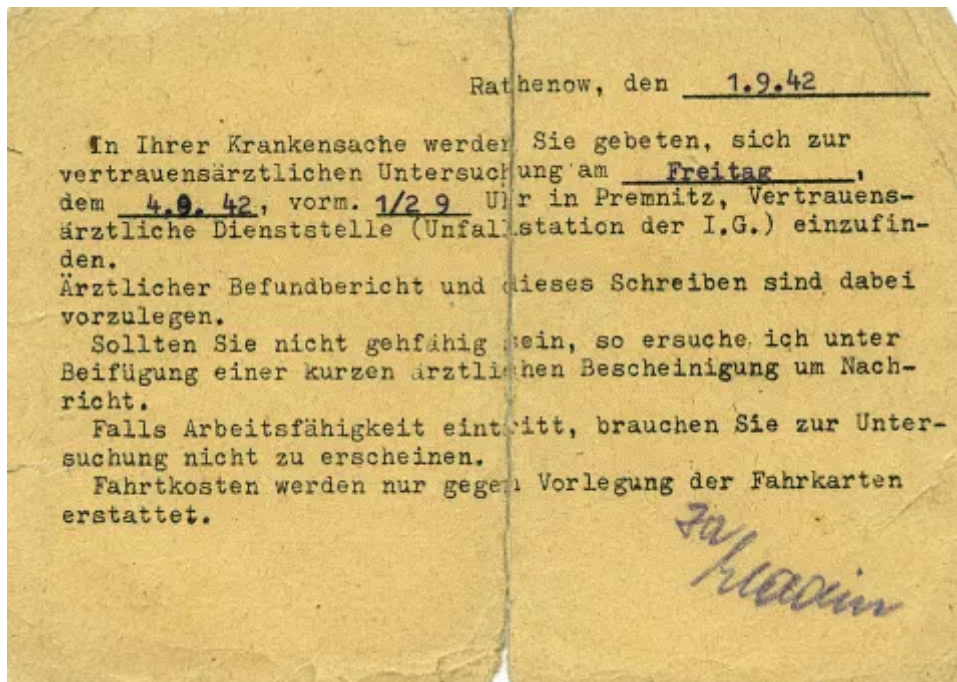 Rathenow, den 1.9.42
In Ihrer Krankensache werden Sie gebeten, sich zur
vertrauensärztlichen Untersuchung am Freitag,
dem 4.9. 42, vorm. 1/2 9 Uhr in Premnitz, Vertrauens-
ärztliche Dienststelle (Unfallstation der I.G.) einzufin-
den.
Ärztlicher Befundbericht und dieses Schreiben sind dabei
vorzulegen.
Sollten Sie nicht gehfähig sein, so ersuche ich unter
Beifügung einer kurzen ärztlichen Bescheinigung um Nach-
richt.
Falls Arbeitsfähigkeit eintritt, brauchen Sie zur Unter-
suchung nicht zu erscheinen.
Fahrtkosten werden nur gegen Vorlegung der Fahrkarten
erstattet.